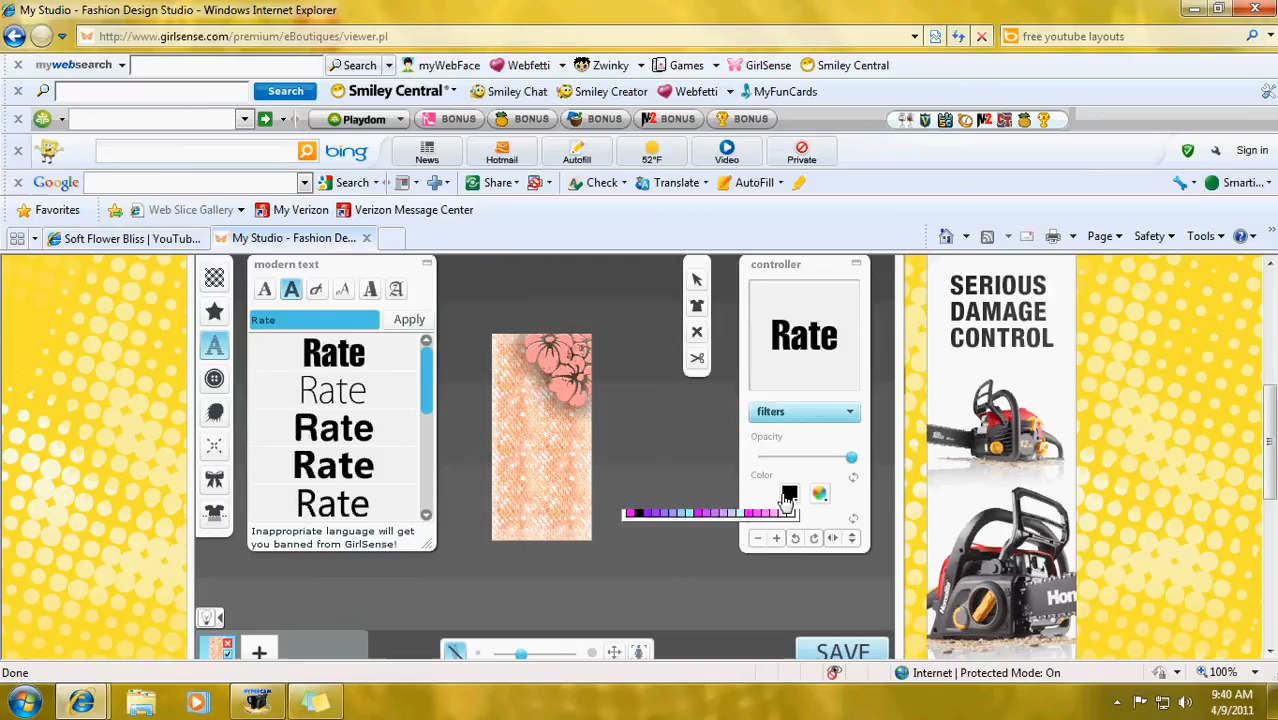 My Studio - Fashion Design Studio - Windows Internet Explorer
http://www.girlsense.com/premium/eBoutiques/viewer.pl
free youtube layouts
mywebsearch
Search
myWebFace
Webfetti
Zwinky
Games
GirlSense
Smiley Central
Search
Smiley Central
Smiley Chat
Smiley Creator
Webfetti
MyFunCards
Playdom
BONUS
BONUS
BONUS
BONUS
BONUS
bing
News
Hotmail
Autofill
52°F
Video
Private
Sign in
Google
Search
Share
Check
Translate
AutoFill
Smarti...
Favorites
Web Slice Gallery
My Verizon
Verizon Message Center
Soft Flower Bliss | YouTub...
My Studio - Fashion De...
Page
Safety
Tools
modern text
A A A A A
Rate
Apply
Rate
Rate
Rate
Rate
Rate
Inappropriate language will get
you banned from GirlSense!
controller
Rate
filters
Opacity
Color
SAVE
SERIOUS
DAMAGE
CONTROL
Done
Internet | Protected Mode: On
100%
HYPERCAM
9:40 AM
4/9/2011